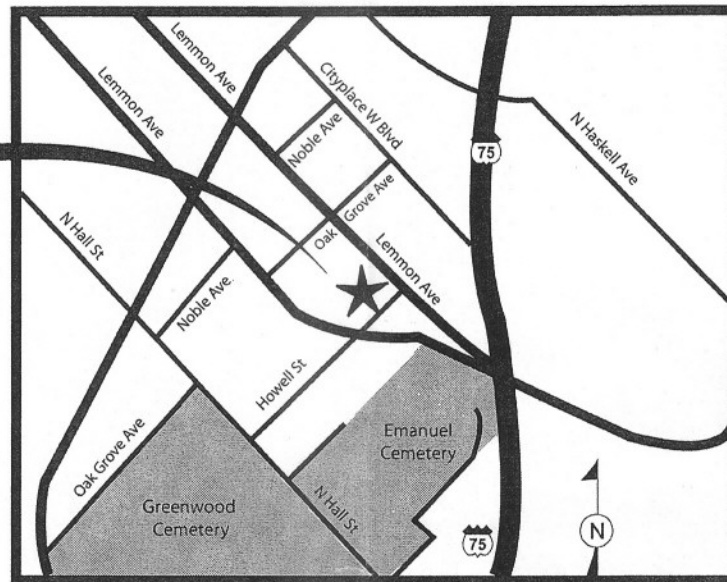 Lemmon Ave
Lemmon Ave
Cityplace W Blvd
Noble Ave
75
N Haskell Ave
Oak Grove Ave
N Hall St
Lemmon Ave
Noble Ave.
Howell St
Oak Grove Ave
Emanuel
Cemetery
Greenwood
Cemetery
N Hall St
75
N